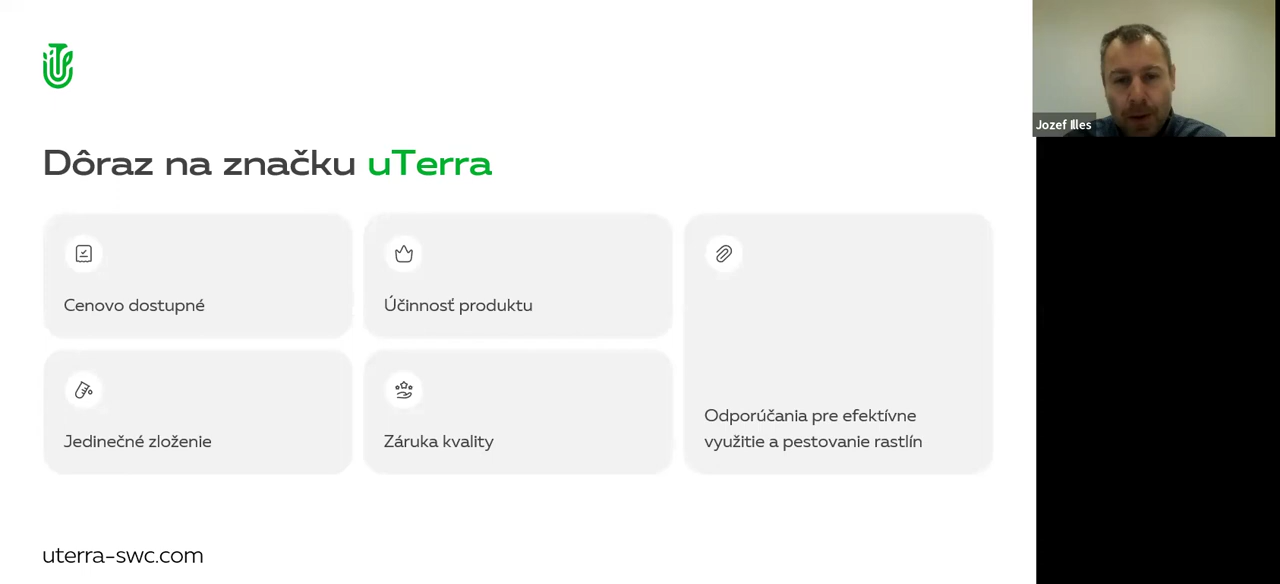 Dôraz na značku uTerra
Cenovo dostupné
Účinnosť produktu
Jedinečné zloženie
Záruka kvality
Odporúčania pre efektívne
využitie a pestovanie rastlín
uterra-swc.com
Jozef Illes